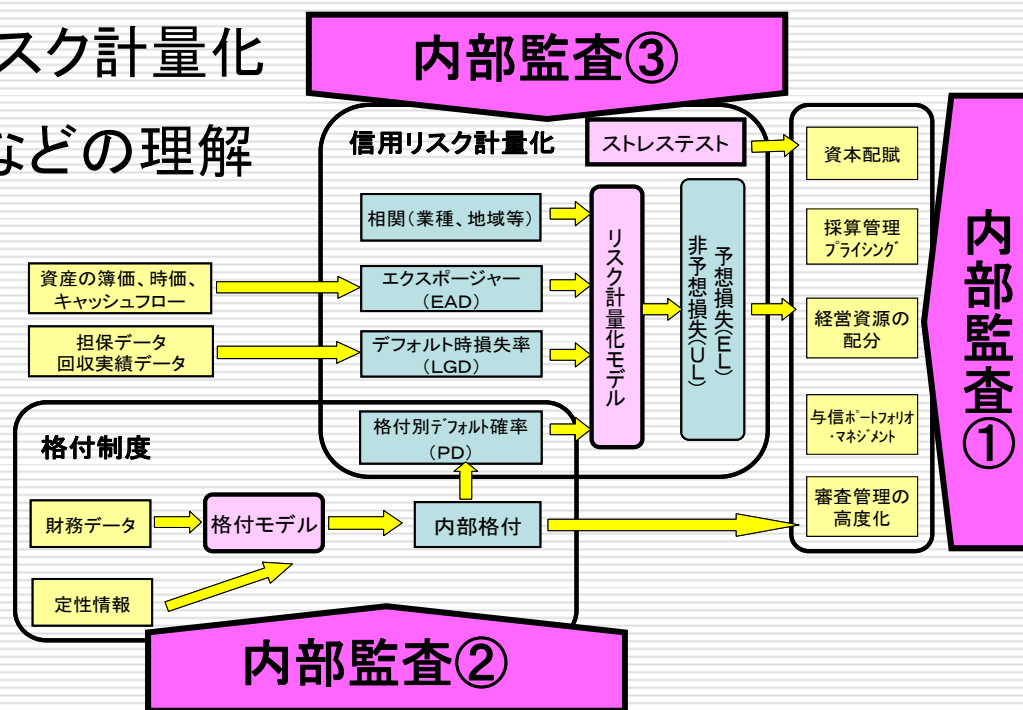 スク計量化
などの理解
内部監査③
信用リスク計量化
ストレステスト
資本配賦
相関(業種、地域等)
採算管理
プライシング
資産の簿価、時価、
キャッシュフロー
エクスポージャー
(EAD)
リスク計量化モデル
予想損失(EL)
非予想損失(UL)
経営資源の
配分
内部監査①
担保データ
回収実績データ
デフォルト時損失率
(LGD)
格付別デフォルト確率
(PD)
与信ポートフォリオ
・マネジメント
格付制度
財務データ
格付モデル
内部格付
審査管理の
高度化
定性情報
内部監査②